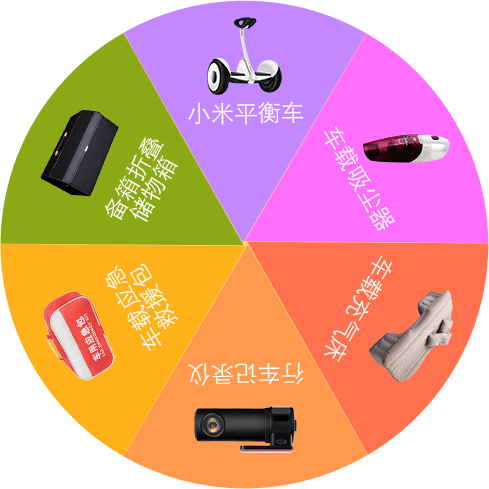 小米平衡车
车载吸尘器
车载充气床
行车记录仪
车载应急
救援包
车用应急包
备箱折叠
储物箱